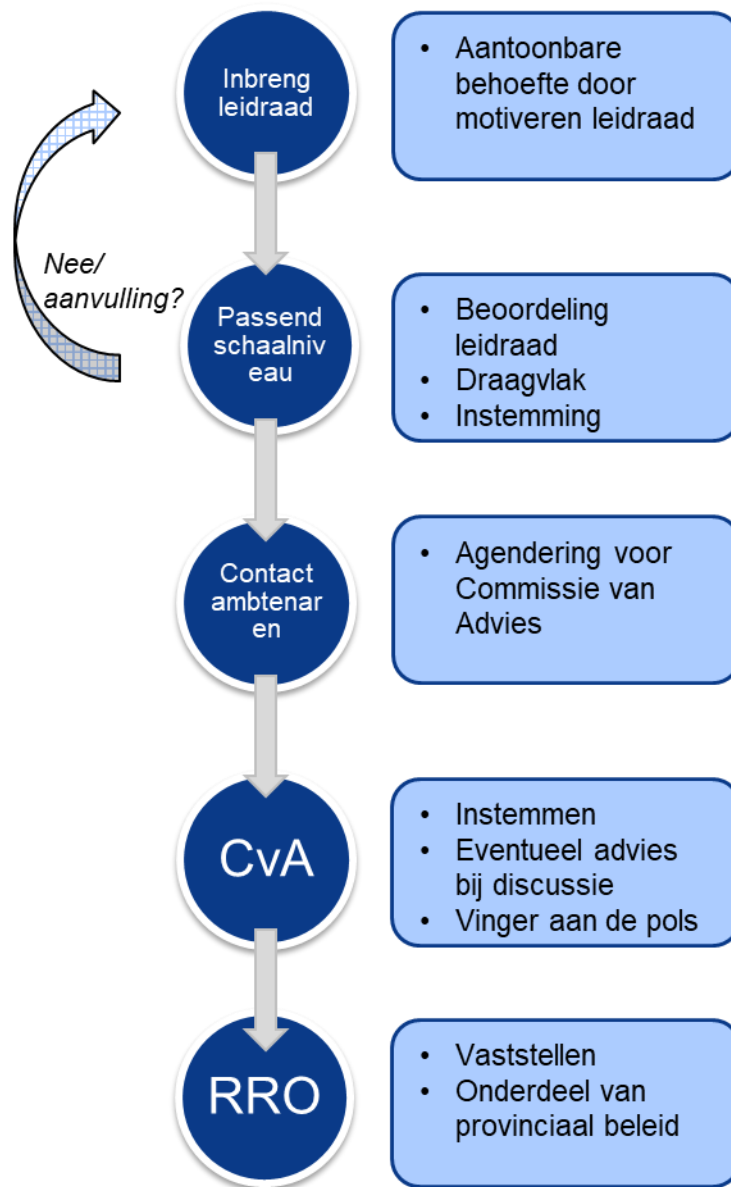 Inbreng
leidraad
• Aantoonbare
behoefte door
motiveren leidraad
Nee/
aanvulling?
Passend
schaalniv
eau
• Beoordeling
leidraad
• Draagvlak
• Instemming
Contact
ambtenar
en
• Agendering voor
Commissie van
Advies
CvA
• Instemmen
• Eventueel advies
bij discussie
• Vinger aan de pols
RRO
• Vaststellen
• Onderdeel van
provinciaal beleid